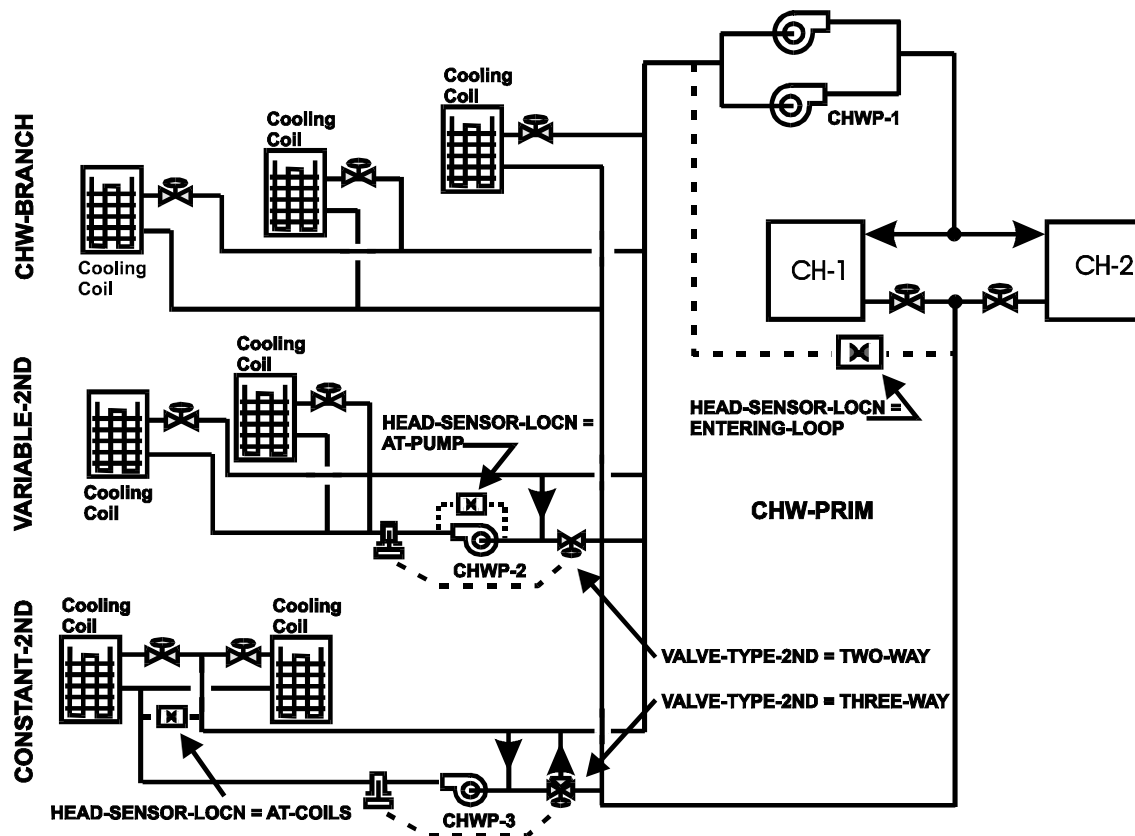 CHW-BRANCH
Cooling
Coil
Cooling
Coil
Cooling
Coil
CHWP-1
CH-1
CH-2
VARIABLE-2ND
Cooling
Coil
Cooling
Coil
HEAD-SENSOR-LOCN =
AT-PUMP
CHWP-2
HEAD-SENSOR-LOCN =
ENTERING-LOOP
CHW-PRIM
CONSTANT-2ND
Cooling
Coil
Cooling
Coil
VALVE-TYPE-2ND = TWO-WAY
VALVE-TYPE-2ND = THREE-WAY
HEAD-SENSOR-LOCN = AT-COILS
CHWP-3